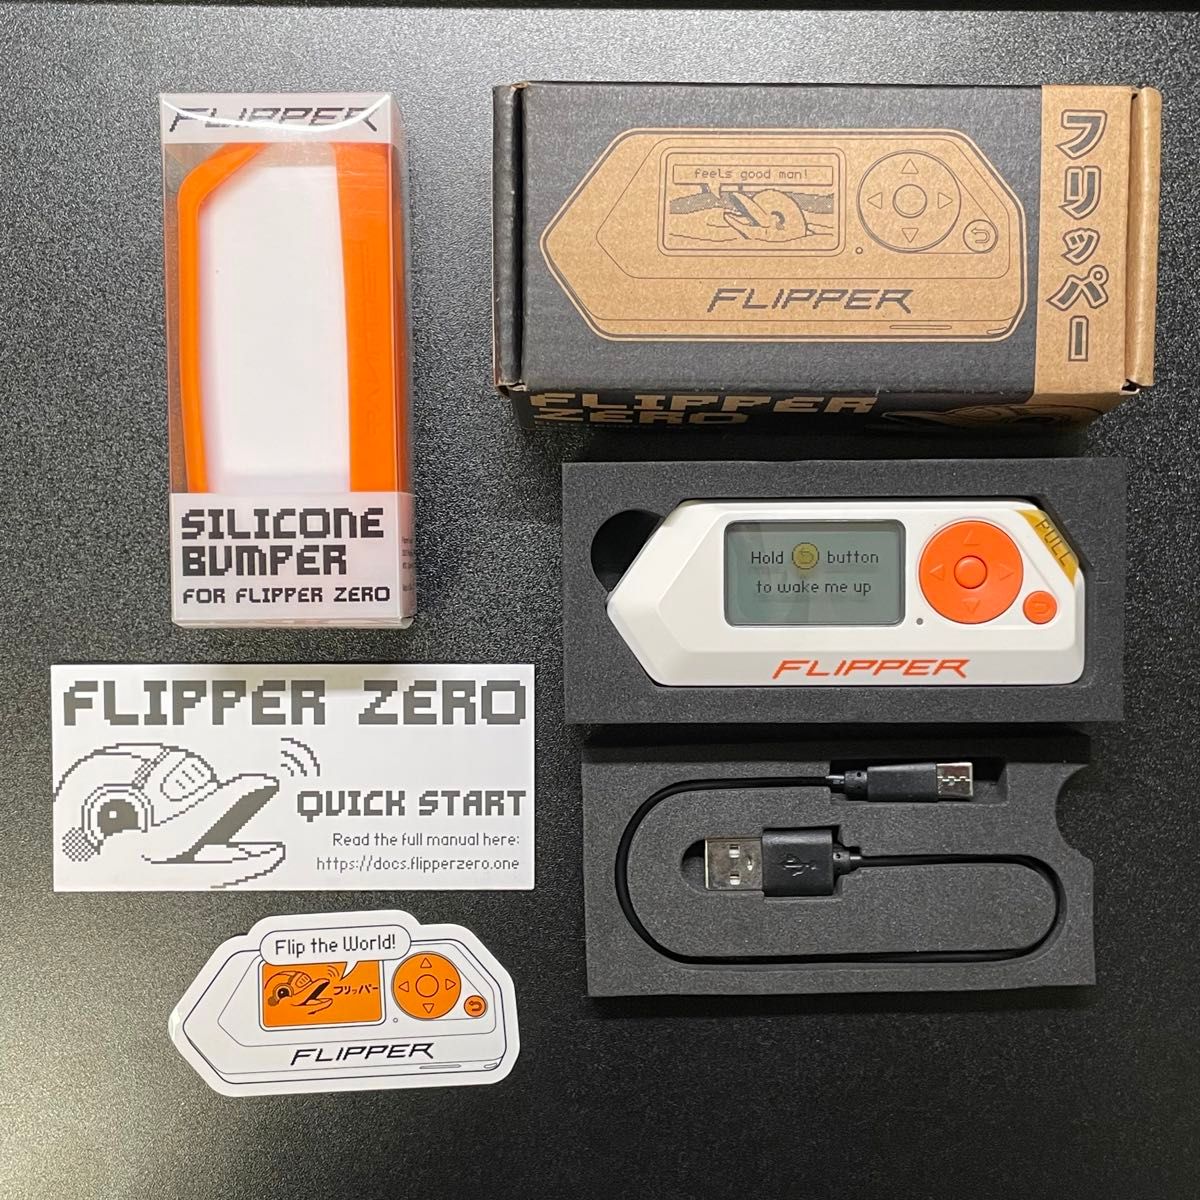 FLIPPER
SILICONE
BUMPER
FOR FLIPPER ZERO
feels good man!
FLIPPER
フリッパー
FLIPPER
ZERO
Hold button
to wake me up
PULL
FLIPPER
FLIPPER ZERO
QUICK START
Read the full manual here:
https://docs.flipperzero.one
Flip the World!
フリッパー
FLIPPER